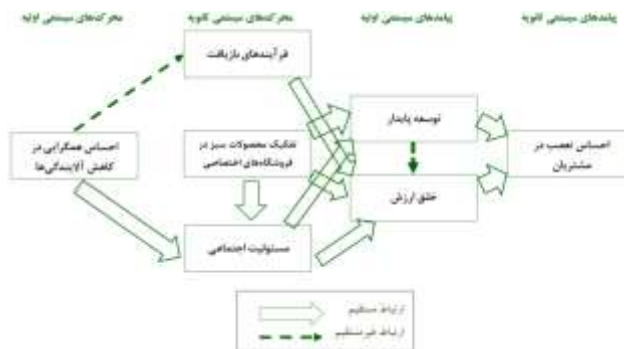 محرک‌های سیستمی اولیه
محرک‌های سیستمی ثانویه
پیامدهای سیستمی اولیه
پیامدهای سیستمی ثانویه
فرآیندهای بازیافت
توسعه پایدار
احساس همگرایی در
کاهش آلایندگی‌ها
تفکیک محصولات سبز در
فروشگاه‌های اختصاصی
احساس تعصب در
مشتریان
خلق ارزش
مسئولیت اجتماعی
ارتباط مستقیم
ارتباط غیرمستقیم